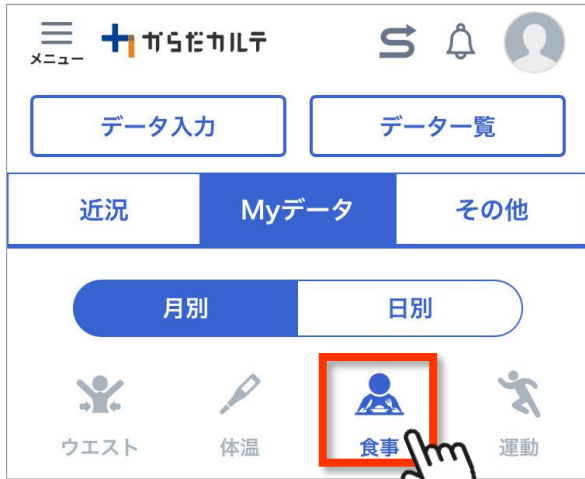 メニュー
からだカルテ
データ入力 データ一覧
近況 Myデータ その他
月別 日別
ウエスト 体温 食事 運動